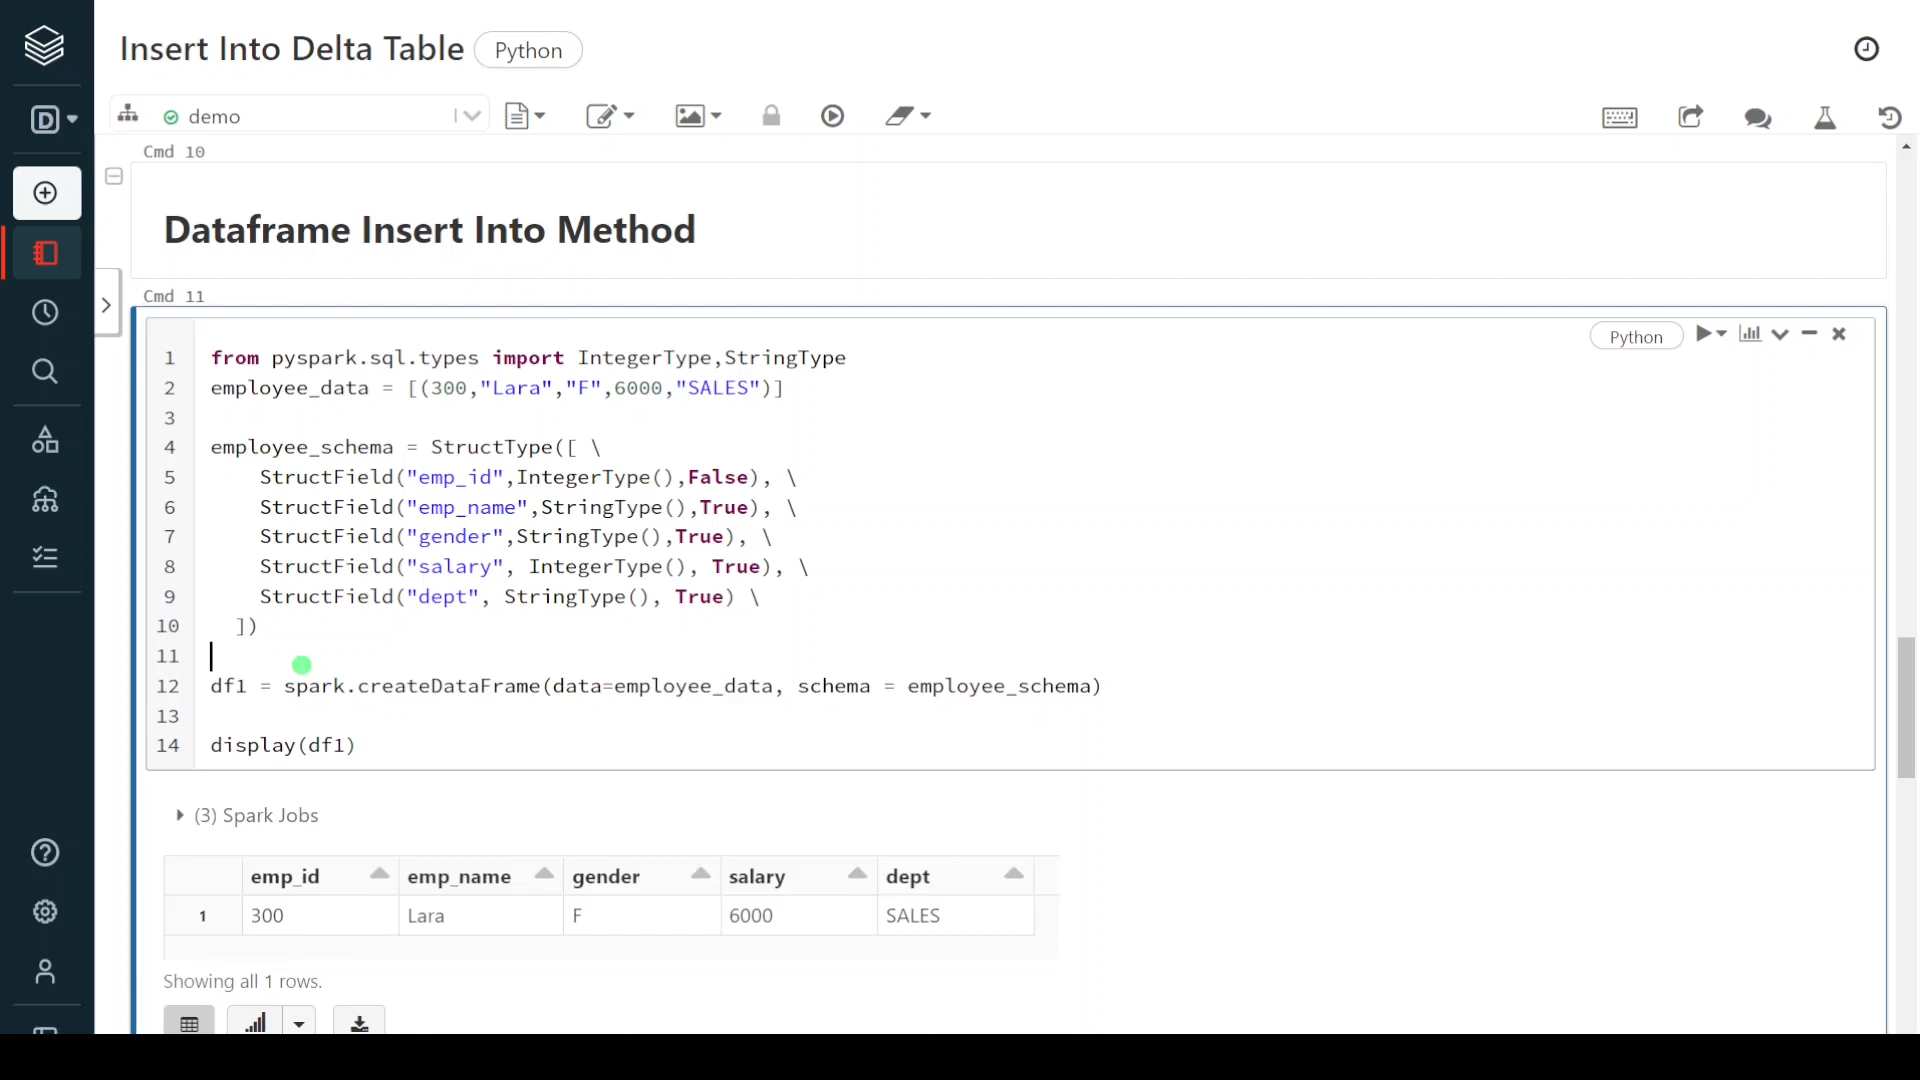 Insert Into Delta Table Python
D demo
Cmd 10
Dataframe Insert Into Method
Cmd 11
Python
1 from pyspark.sql.types import IntegerType,StringType
2 employee_data = [(300,"Lara","F",6000,"SALES")]
3
4 employee_schema = StructType([ \
5 StructField("emp_id",IntegerType(),False), \
6 StructField("emp_name",StringType(),True), \
7 StructField("gender",StringType(),True), \
8 StructField("salary", IntegerType(), True), \
9 StructField("dept", StringType(), True) \
10 ])
11
12 df1 = spark.createDataFrame(data=employee_data, schema = employee_schema)
13
14 display(df1)
(3) Spark Jobs
emp_id emp_name gender salary dept
1 300 Lara F 6000 SALES
Showing all 1 rows.